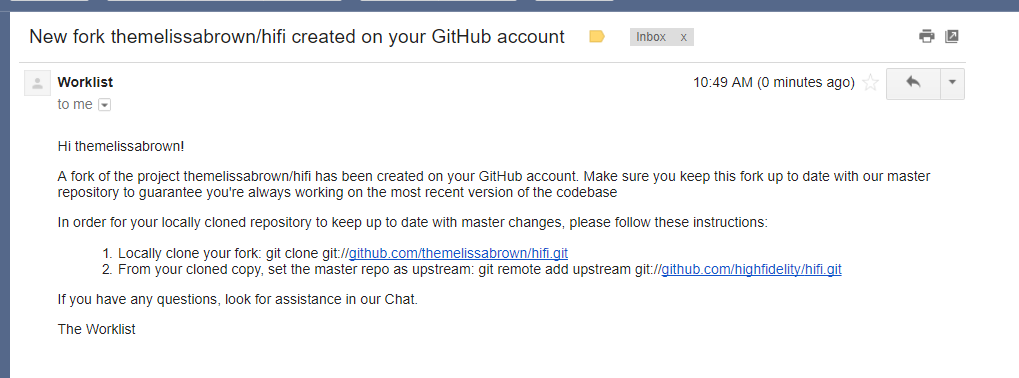 New fork themelissabrown/hifi created on your GitHub account
Inbox x
Worklist
10:49 AM (0 minutes ago)
to me
Hi themelissabrown!
A fork of the project themelissabrown/hifi has been created on your GitHub account. Make sure you keep this fork up to date with our master
repository to guarantee you're always working on the most recent version of the codebase
In order for your locally cloned repository to keep up to date with master changes, please follow these instructions:
1. Locally clone your fork: git clone git://github.com/themelissabrown/hifi.git
2. From your cloned copy, set the master repo as upstream: git remote add upstream git://github.com/highfidelity/hifi.git
If you have any questions, look for assistance in our Chat.
The Worklist